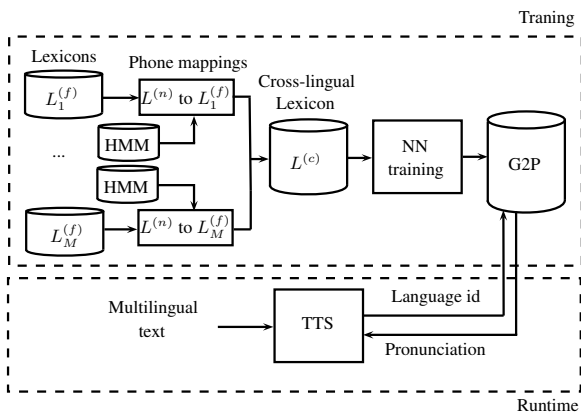 Traning
Lexicons
Phone mappings
Cross-lingual
Lexicon
L_1^{(f)}
L^{(n)} to L_1^{(f)}
HMM
...
HMM
L^{(c)}
NN
training
G2P
L_M^{(f)}
L^{(n)} to L_M^{(f)}
Multilingual
text
TTS
Language id
Pronunciation
Runtime